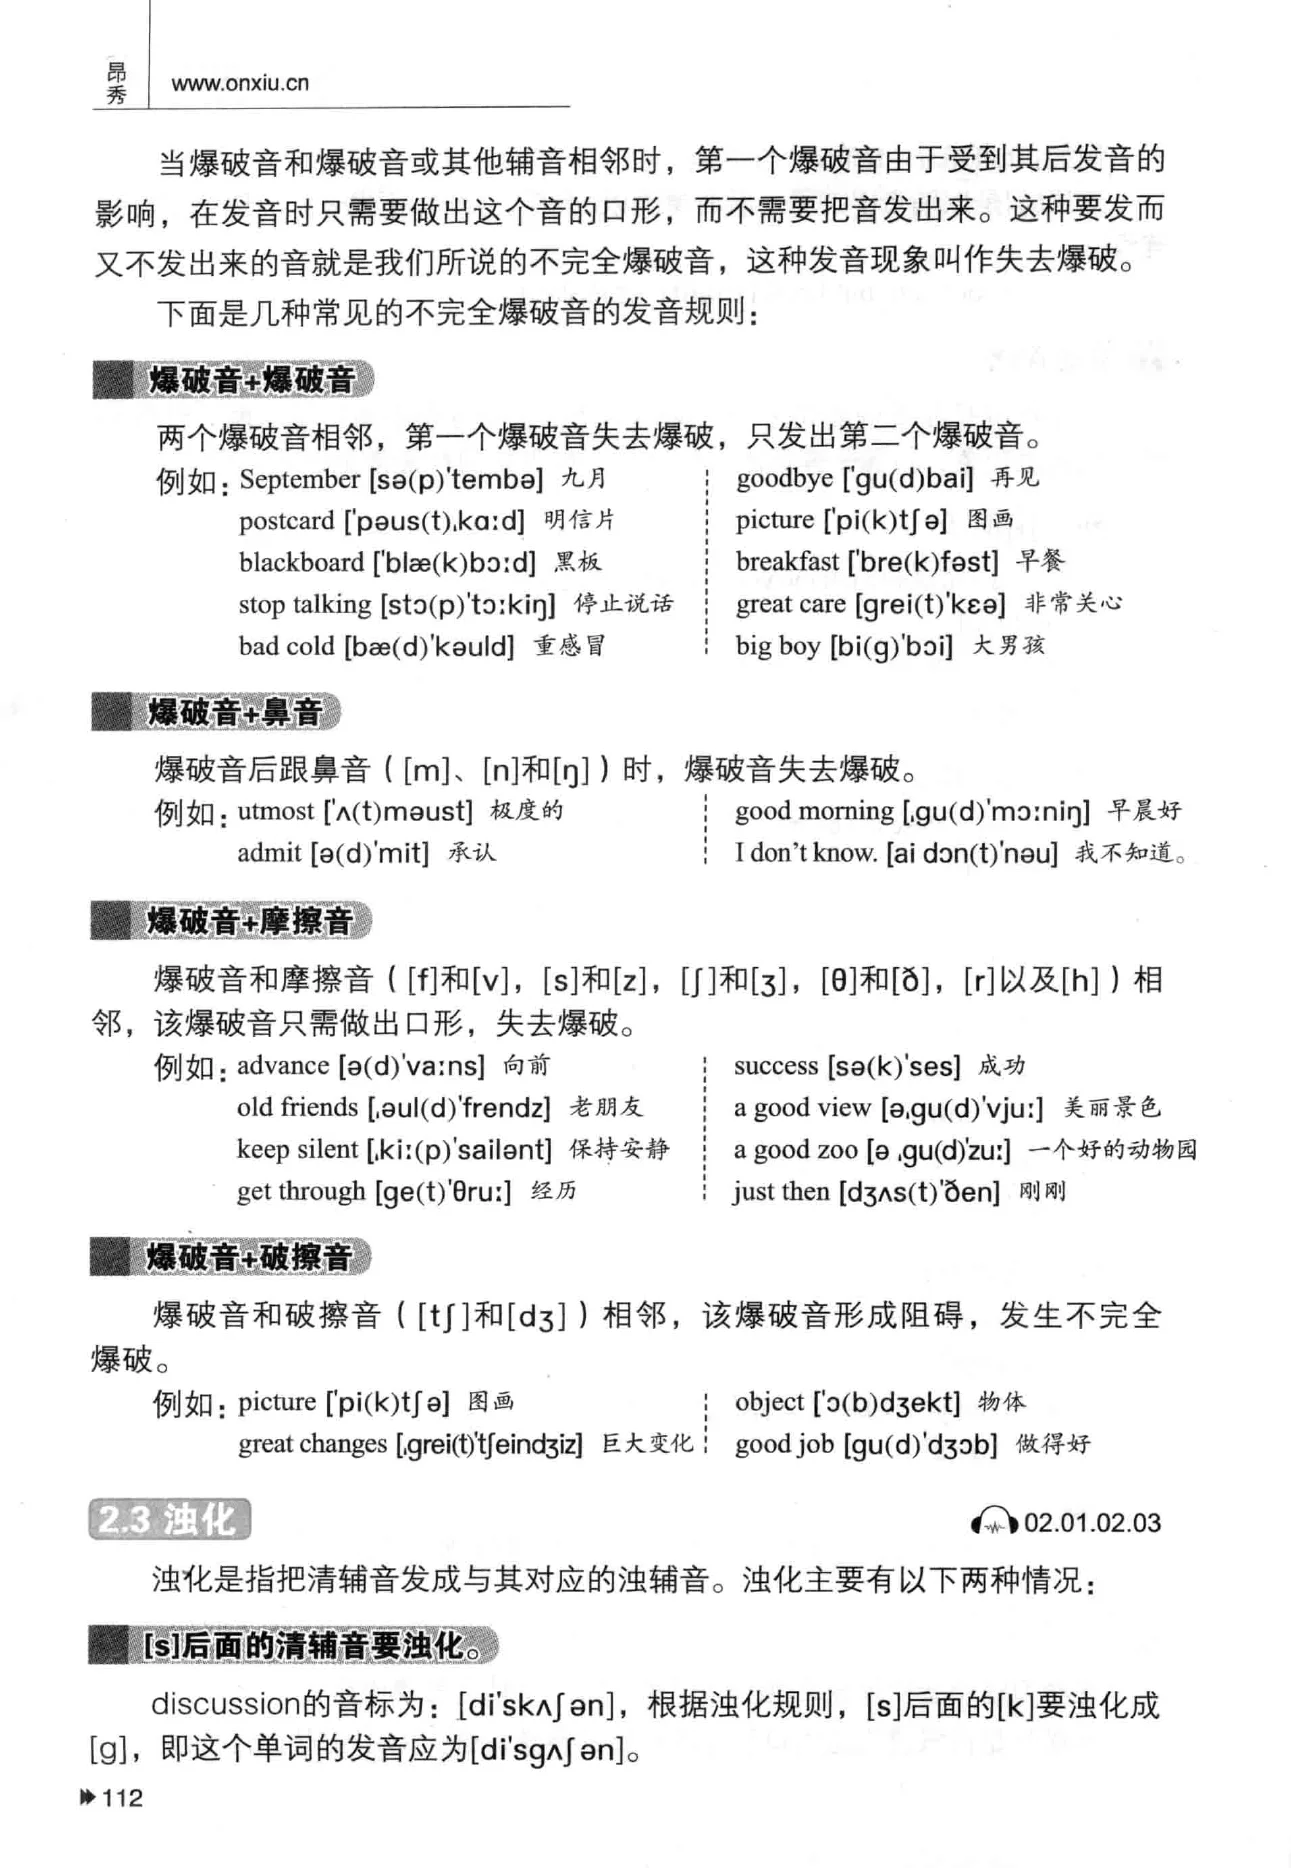 昂秀
www.onxiu.cn
当爆破音和爆破音或其他辅音相邻时，第一个爆破音由于受到其后发音的
影响，在发音时只需要做出这个音的口形，而不需要把音发出来。这种要发而
又不发出来的音就是我们所说的不完全爆破音，这种发音现象叫作失去爆破。
下面是几种常见的不完全爆破音的发音规则：
爆破音+爆破音
两个爆破音相邻，第一个爆破音失去爆破，只发出第二个爆破音。
例如：September [sə(p)'tembə] 九月 goodbye ['gu(d)bai] 再见
postcard ['pəus(t)ˌkɑːd] 明信片 picture ['pi(k)tʃə] 图画
blackboard ['blæ(k)bɔːd] 黑板 breakfast ['bre(k)fəst] 早餐
stop talking [stɔ(p)'tɔːkiŋ] 停止说话 great care [grei(t)'kɛə] 非常关心
bad cold [bæ(d)'kəuld] 重感冒 big boy [bi(g)'bɔi] 大男孩
爆破音+鼻音
爆破音后跟鼻音（[m]、[n]和[ŋ]）时，爆破音失去爆破。
例如：utmost ['ʌ(t)məust] 极度的 good morning [ˌgu(d)'mɔːniŋ] 早晨好
admit [ə(d)'mit] 承认 I don't know. [ai dɔn(t)'nəu] 我不知道。
爆破音+摩擦音
爆破音和摩擦音（[f]和[v]，[s]和[z]，[ʃ]和[ʒ]，[θ]和[ð]，[r]以及[h]）相
邻，该爆破音只需做出口形，失去爆破。
例如：advance [ə(d)'vaːns] 向前 success [sə(k)'ses] 成功
old friends [ˌəul(d)'frendz] 老朋友 a good view [əˌgu(d)'vjuː] 美丽景色
keep silent [ˌkiː(p)'sailənt] 保持安静 a good zoo [ə ˌgu(d)'zuː] 一个好的动物园
get through [ge(t)'θruː] 经历 just then [dʒʌs(t)'ðen] 刚刚
爆破音+破擦音
爆破音和破擦音（[tʃ]和[dʒ]）相邻，该爆破音形成阻碍，发生不完全
爆破。
例如：picture ['pi(k)tʃə] 图画 object ['ɔ(b)dʒekt] 物体
great changes [ˌgrei(t)'tʃeindʒiz] 巨大变化 good job [gu(d)'dʒɔb] 做得好
2.3 浊化 02.01.02.03
浊化是指把清辅音发成与其对应的浊辅音。浊化主要有以下两种情况：
[s]后面的清辅音要浊化。
discussion的音标为：[di'skʌʃən]，根据浊化规则，[s]后面的[k]要浊化成
[g]，即这个单词的发音应为[di'sgʌʃən]。
112